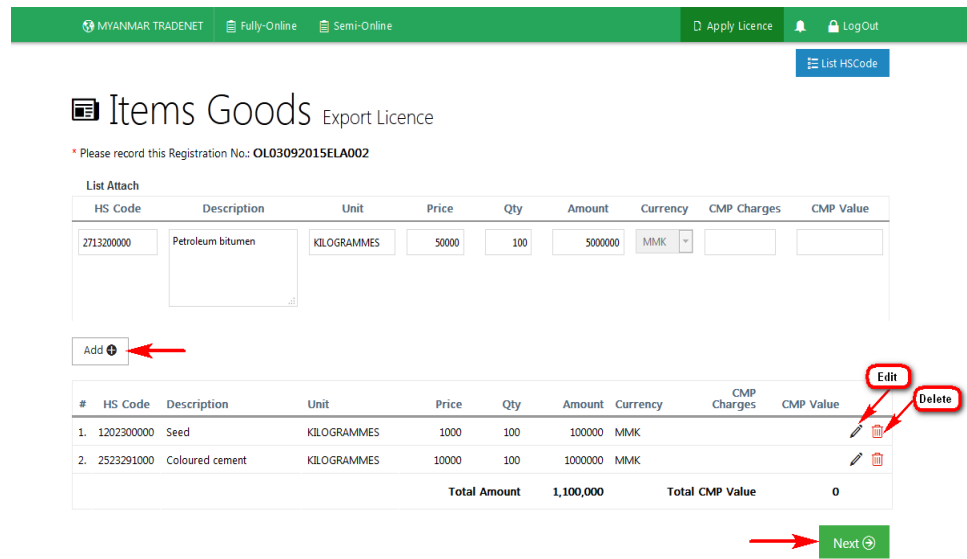 MYANMAR TRADENET Fully-Online Semi-Online Apply Licence LogOut
List HSCode
Items Goods Export Licence
* Please record this Registration No.: OL03092015ELA002
List Attach
HS Code Description Unit Price Qty Amount Currency CMP Charges CMP Value
2713200000 Petroleum bitumen KILOGRAMMES 50000 100 5000000 MMK
Add
Edit
Delete
# HS Code Description Unit Price Qty Amount Currency CMP Charges CMP Value
1. 1202300000 Seed KILOGRAMMES 1000 100 100000 MMK
2. 2523291000 Coloured cement KILOGRAMMES 10000 100 1000000 MMK
Total Amount 1,100,000 Total CMP Value 0
Next